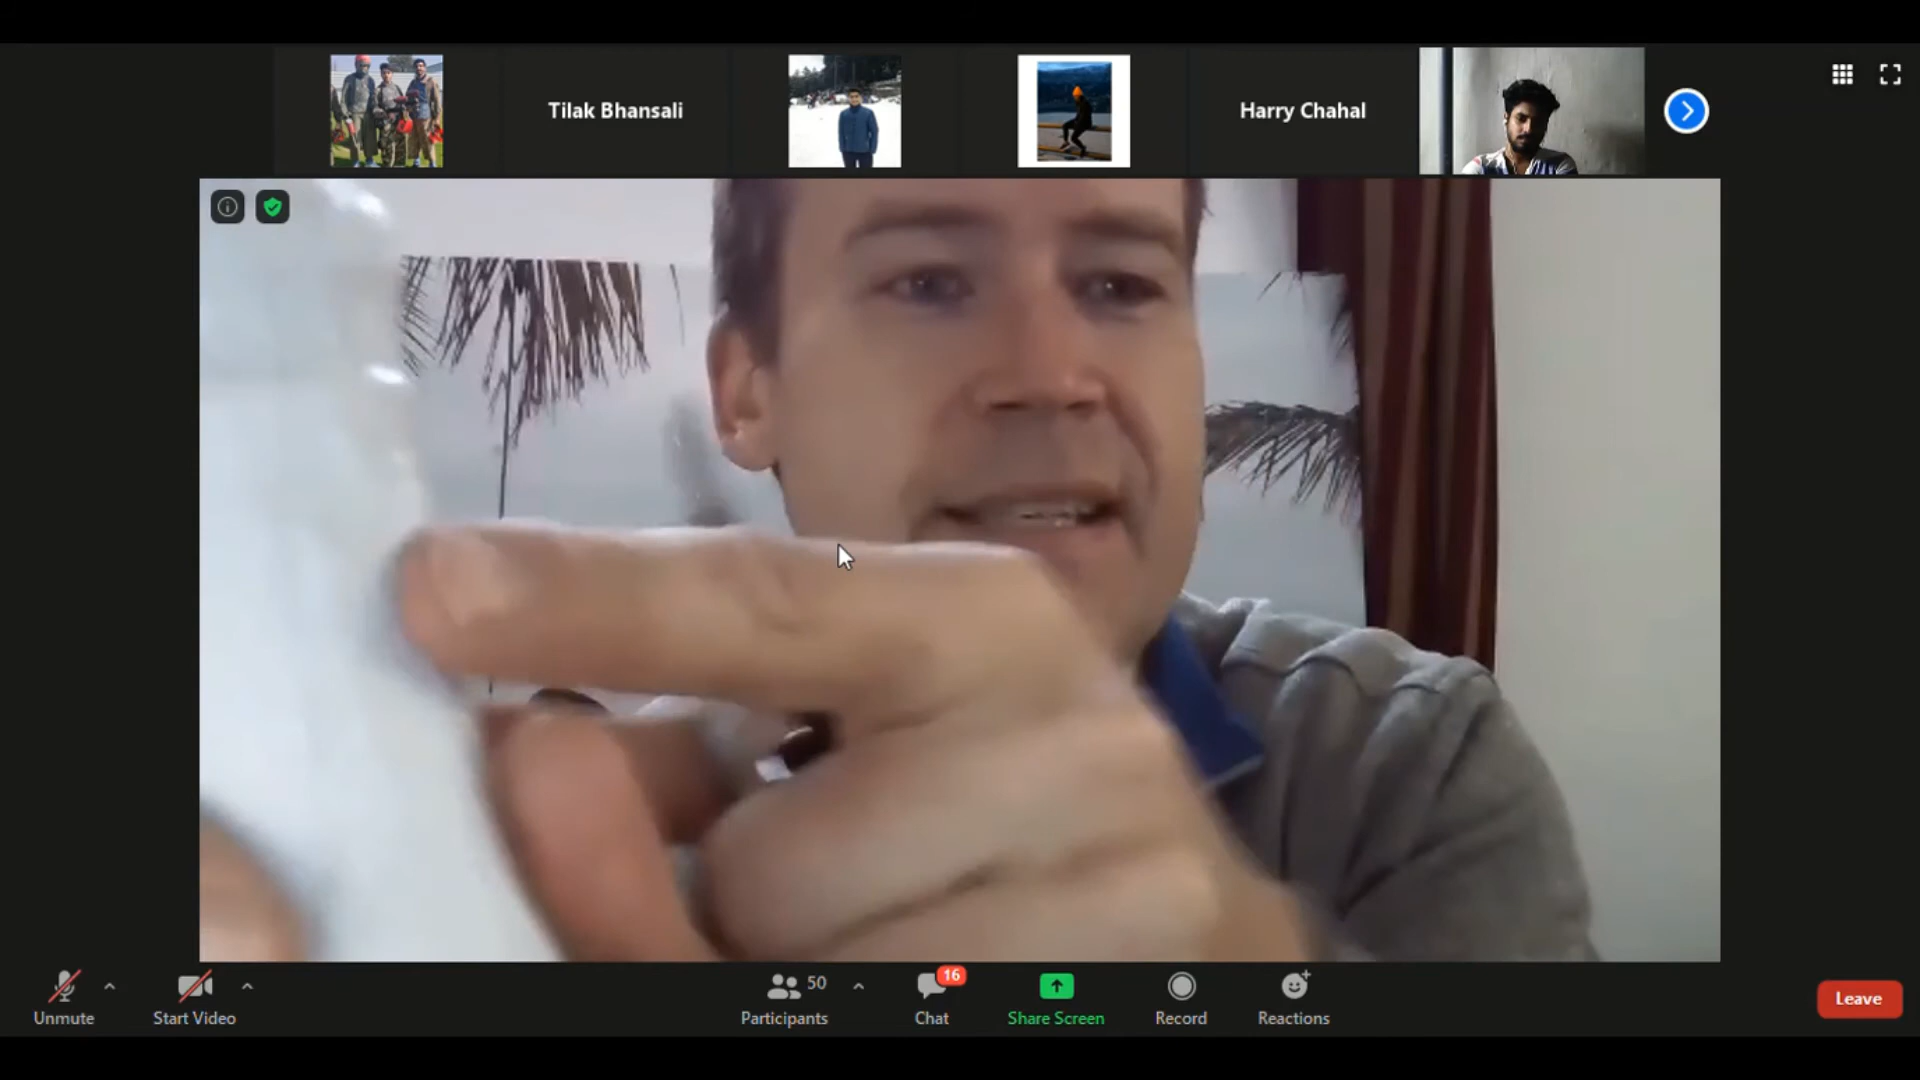 Tilak Bhansali
Harry Chahal
Unmute
Start Video
50
Participants
16
Chat
Share Screen
Record
Reactions
Leave